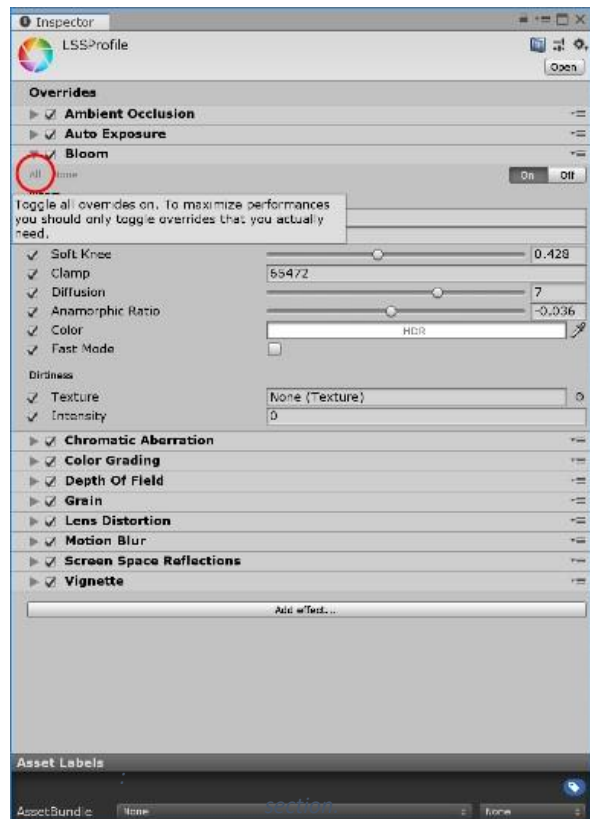 Inspector
LSSProfile
Open
Overrides
Ambient Occlusion
Auto Exposure
Bloom
All None On Off
Toggle all overrides on. To maximize performances
you should only toggle overrides that you actually
need.
Soft Knee 0.428
Clamp 65472
Diffusion 7
Anamorphic Ratio -0.036
Color HDR
Fast Mode
Dirtiness
Texture None (Texture)
Intensity 0
Chromatic Aberration
Color Grading
Depth Of Field
Grain
Lens Distortion
Motion Blur
Screen Space Reflections
Vignette
Add effect...
Asset Labels
AssetBundle None None